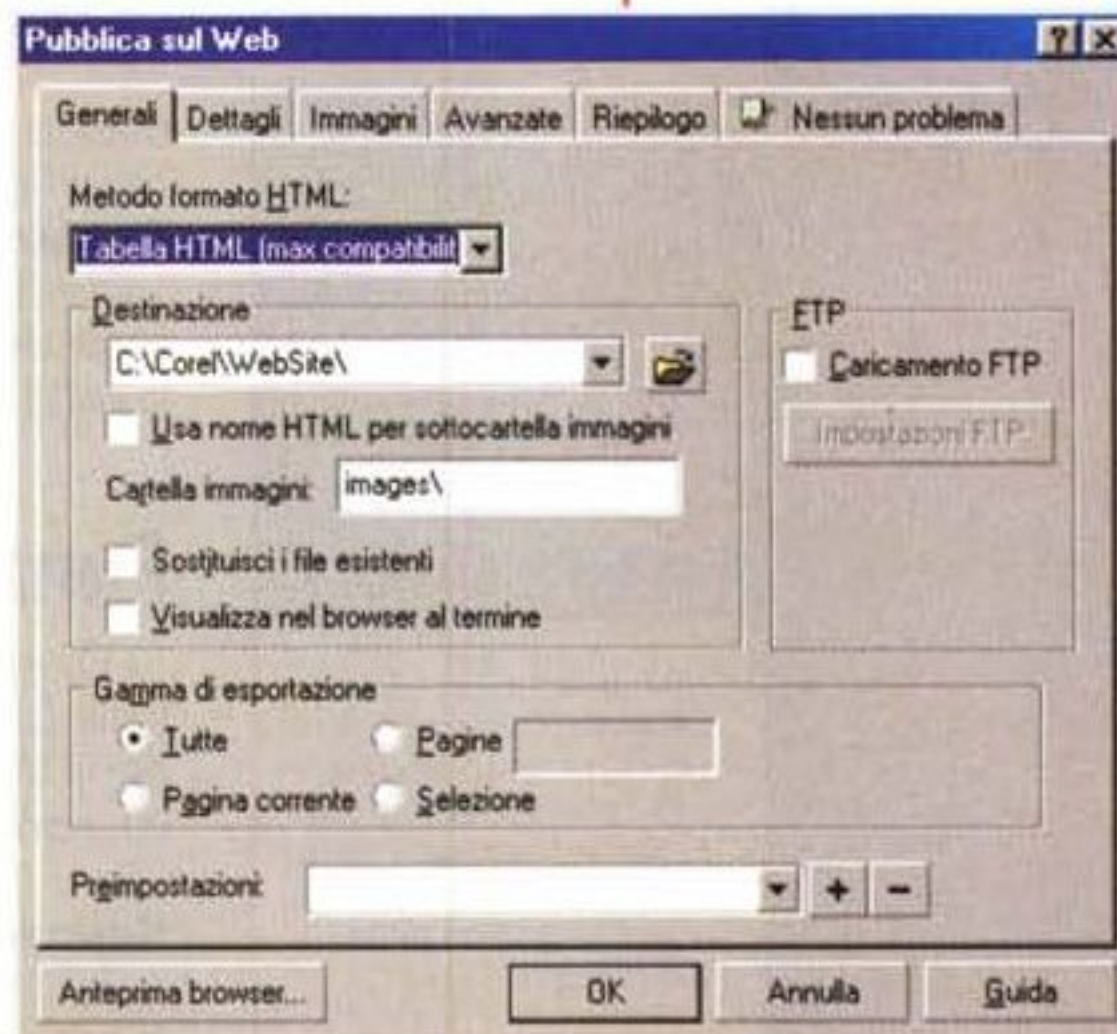 Pubblica sul Web
Generali Dettagli Immagini Avanzate Riepilogo Nessun problema
Metodo formato HTML:
Tabella HTML (max compatibilit
Destinazione
C:\Corel\WebSite\
Usa nome HTML per sottocartella immagini
Cartella immagini: images\
Sostituisci i file esistenti
Visualizza nel browser al termine
FTP
Caricamento FTP
Impostazioni FTP...
Gamma di esportazione
Tutte Pagine
Pagina corrente Selezione
Preimpostazioni: + -
Anteprima browser... OK Annulla Guida